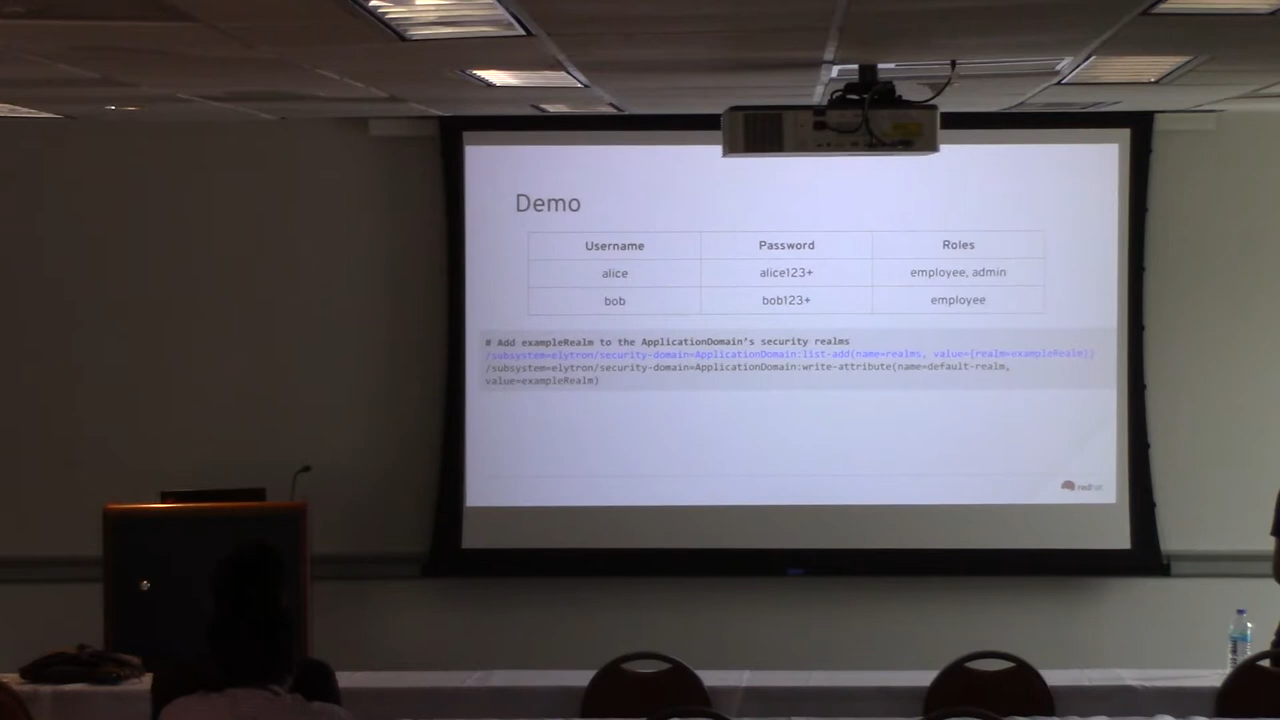 Demo
Username Password Roles
alice alice123+ employee, admin
bob bob123+ employee
# Add exampleRealm to the ApplicationDomain's security realms
/subsystem=elytron/security-domain=ApplicationDomain:list-add(name=realms, value={realm=exampleRealm})
/subsystem=elytron/security-domain=ApplicationDomain:write-attribute(name=default-realm,
value=exampleRealm)
redhat